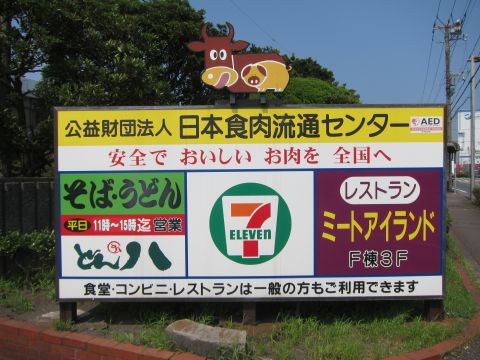 公益財団法人 日本食肉流通センター
AED
安全で おいしい お肉を 全国へ
そば・うどん
平日 11時～15時迄 営業
どん八
7
ELEVEN
レストラン
ミートアイランド
F棟3F
食堂・コンビニ・レストランは一般の方もご利用できます